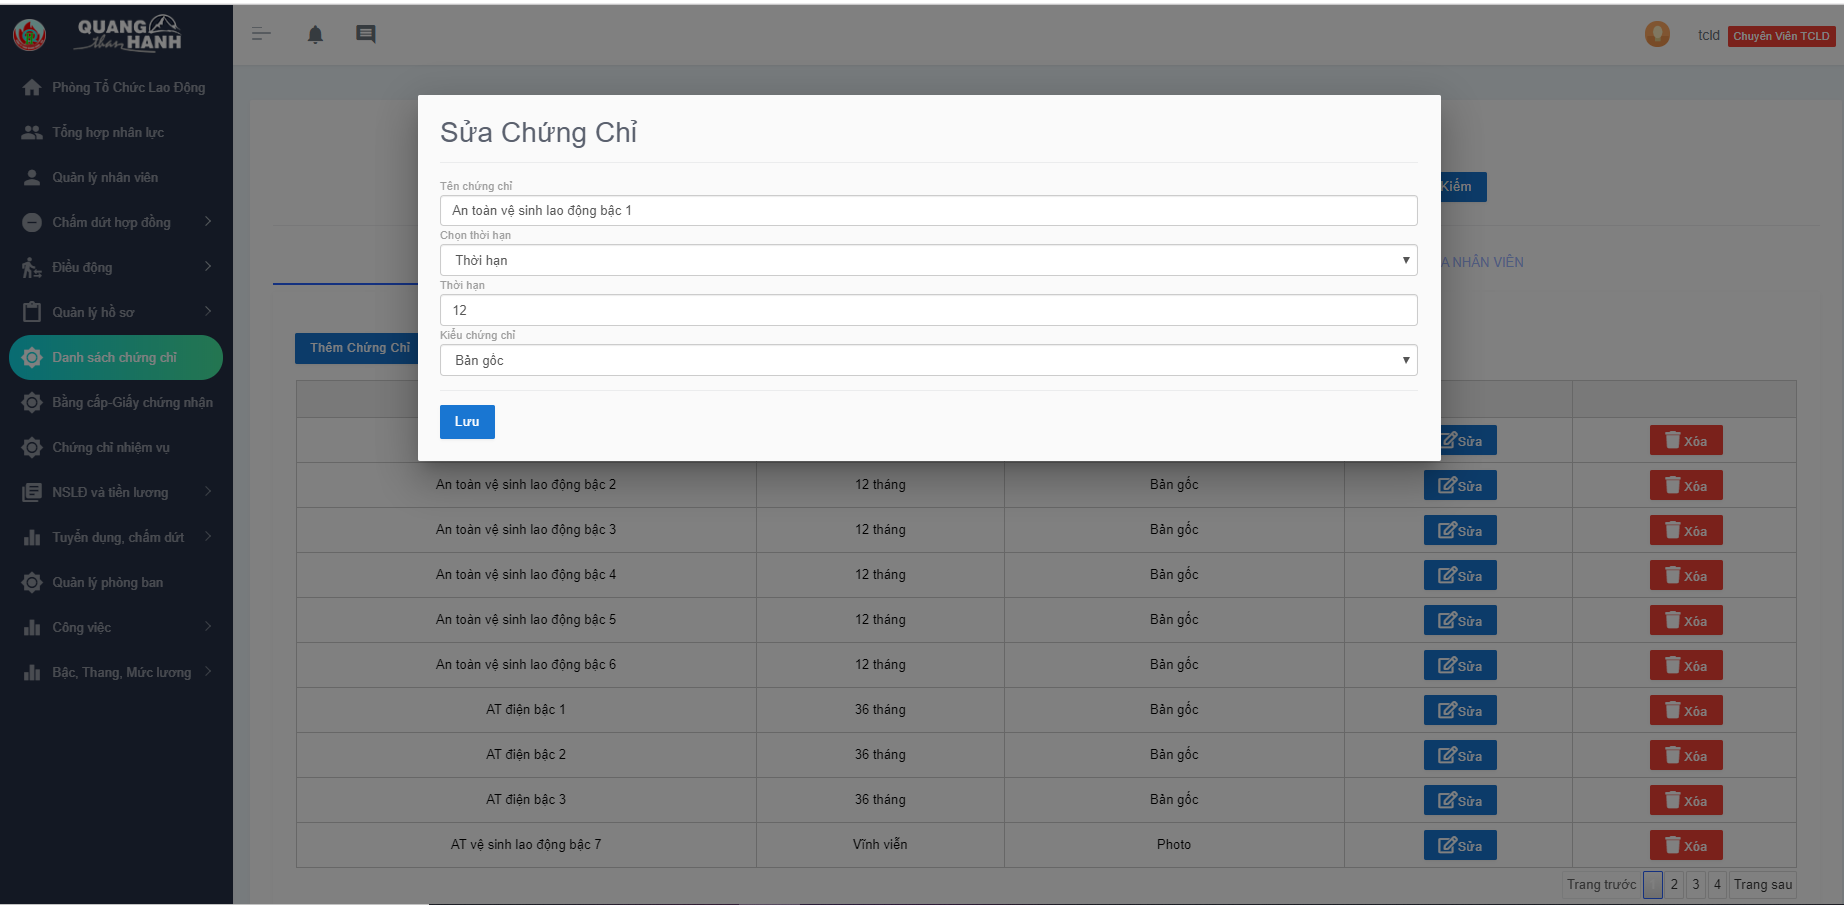 QUANG
than HANH
tcld
Chuyên Viên TCLD
Phòng Tổ Chức Lao Động
Tổng hợp nhân lực
Quản lý nhân viên
Chấm dứt hợp đồng
Điều động
Quản lý hồ sơ
Danh sách chứng chỉ
Bằng cấp-Giấy chứng nhận
Chứng chỉ nhiệm vụ
NSLĐ và tiền lương
Tuyển dụng, chấm dứt
Quản lý phòng ban
Công việc
Bậc, Thang, Mức lương
Sửa Chứng Chỉ
Tên chứng chỉ
An toàn vệ sinh lao động bậc 1
Chọn thời hạn
Thời hạn
Thời hạn
12
Kiểu chứng chỉ
Bản gốc
Lưu
Kiếm
A NHÂN VIÊN
Thêm Chứng Chỉ
Sửa Xóa
An toàn vệ sinh lao động bậc 2 12 tháng Bản gốc Sửa Xóa
An toàn vệ sinh lao động bậc 3 12 tháng Bản gốc Sửa Xóa
An toàn vệ sinh lao động bậc 4 12 tháng Bản gốc Sửa Xóa
An toàn vệ sinh lao động bậc 5 12 tháng Bản gốc Sửa Xóa
An toàn vệ sinh lao động bậc 6 12 tháng Bản gốc Sửa Xóa
AT điện bậc 1 36 tháng Bản gốc Sửa Xóa
AT điện bậc 2 36 tháng Bản gốc Sửa Xóa
AT điện bậc 3 36 tháng Bản gốc Sửa Xóa
AT vệ sinh lao động bậc 7 Vĩnh viễn Photo Sửa Xóa
Trang trước 2 3 4 Trang sau